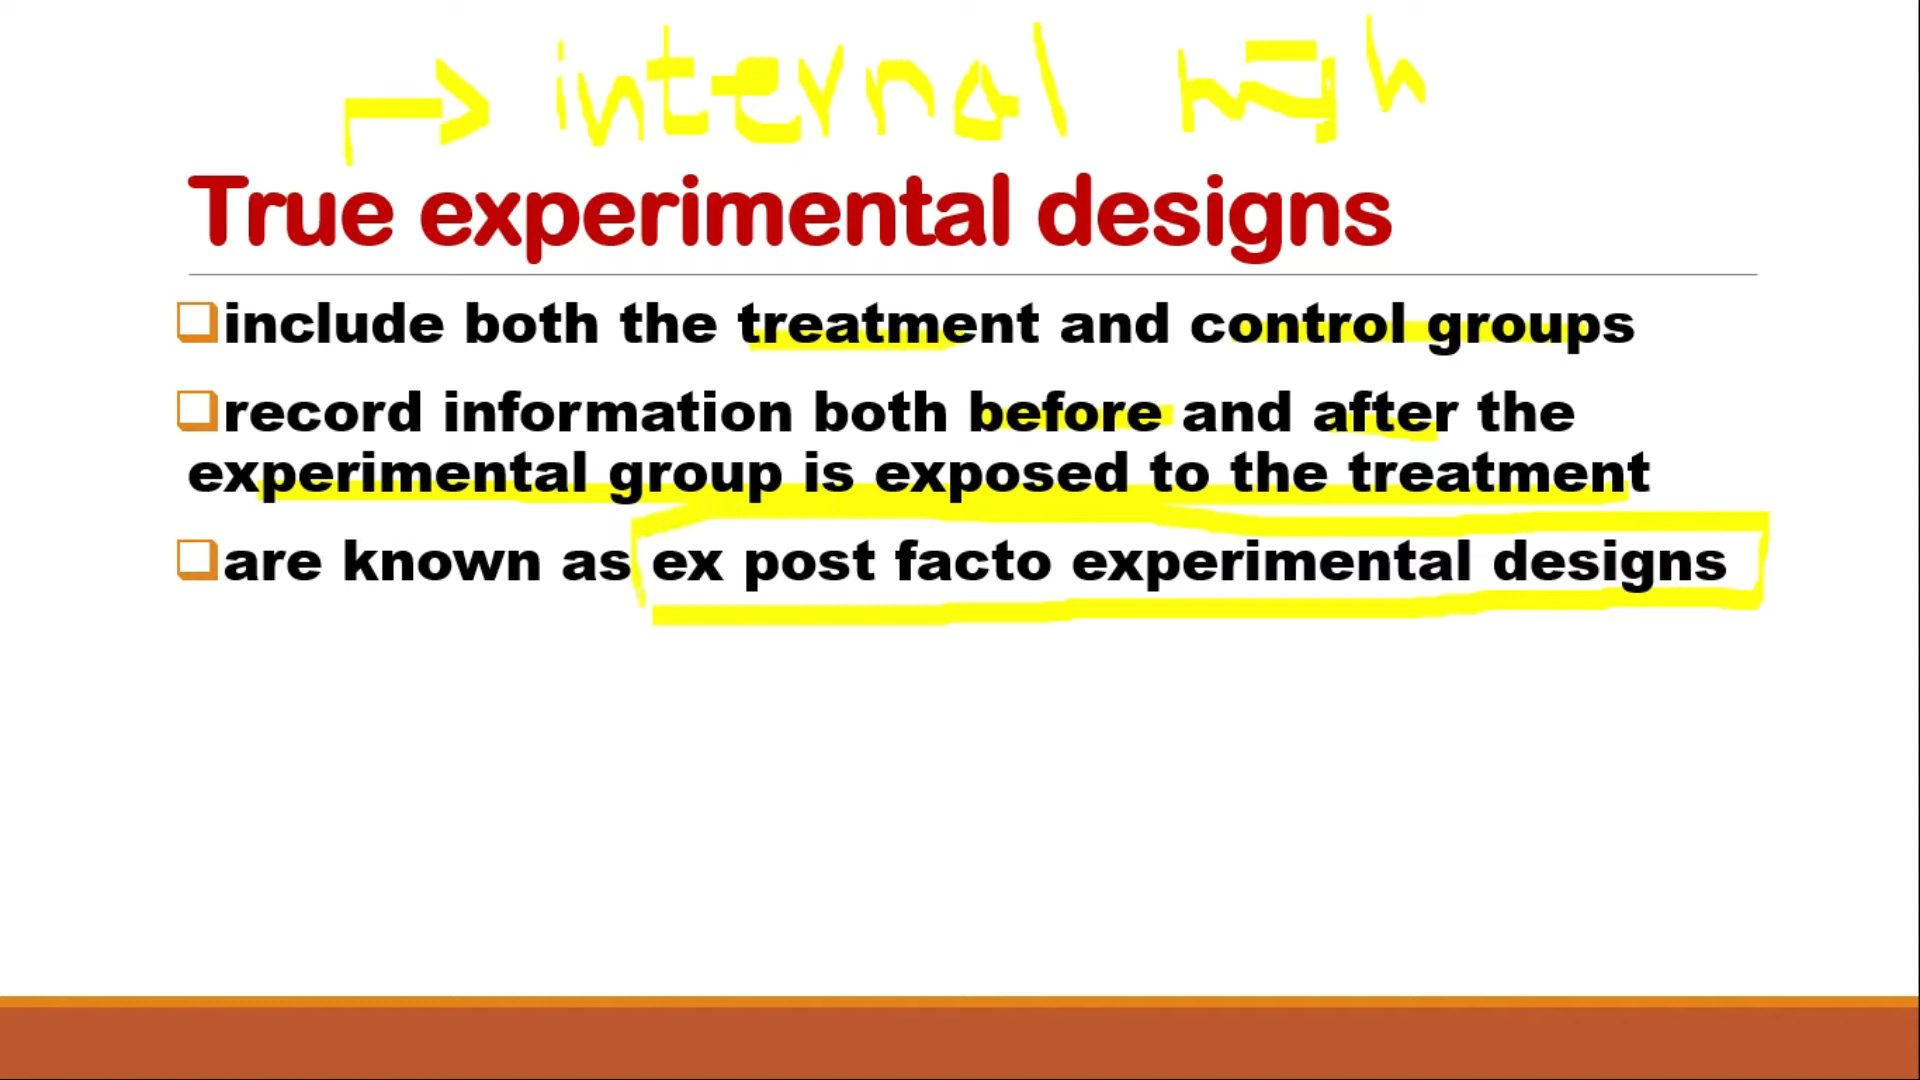 internal high
True experimental designs
include both the treatment and control groups
record information both before and after the
experimental group is exposed to the treatment
are known as ex post facto experimental designs